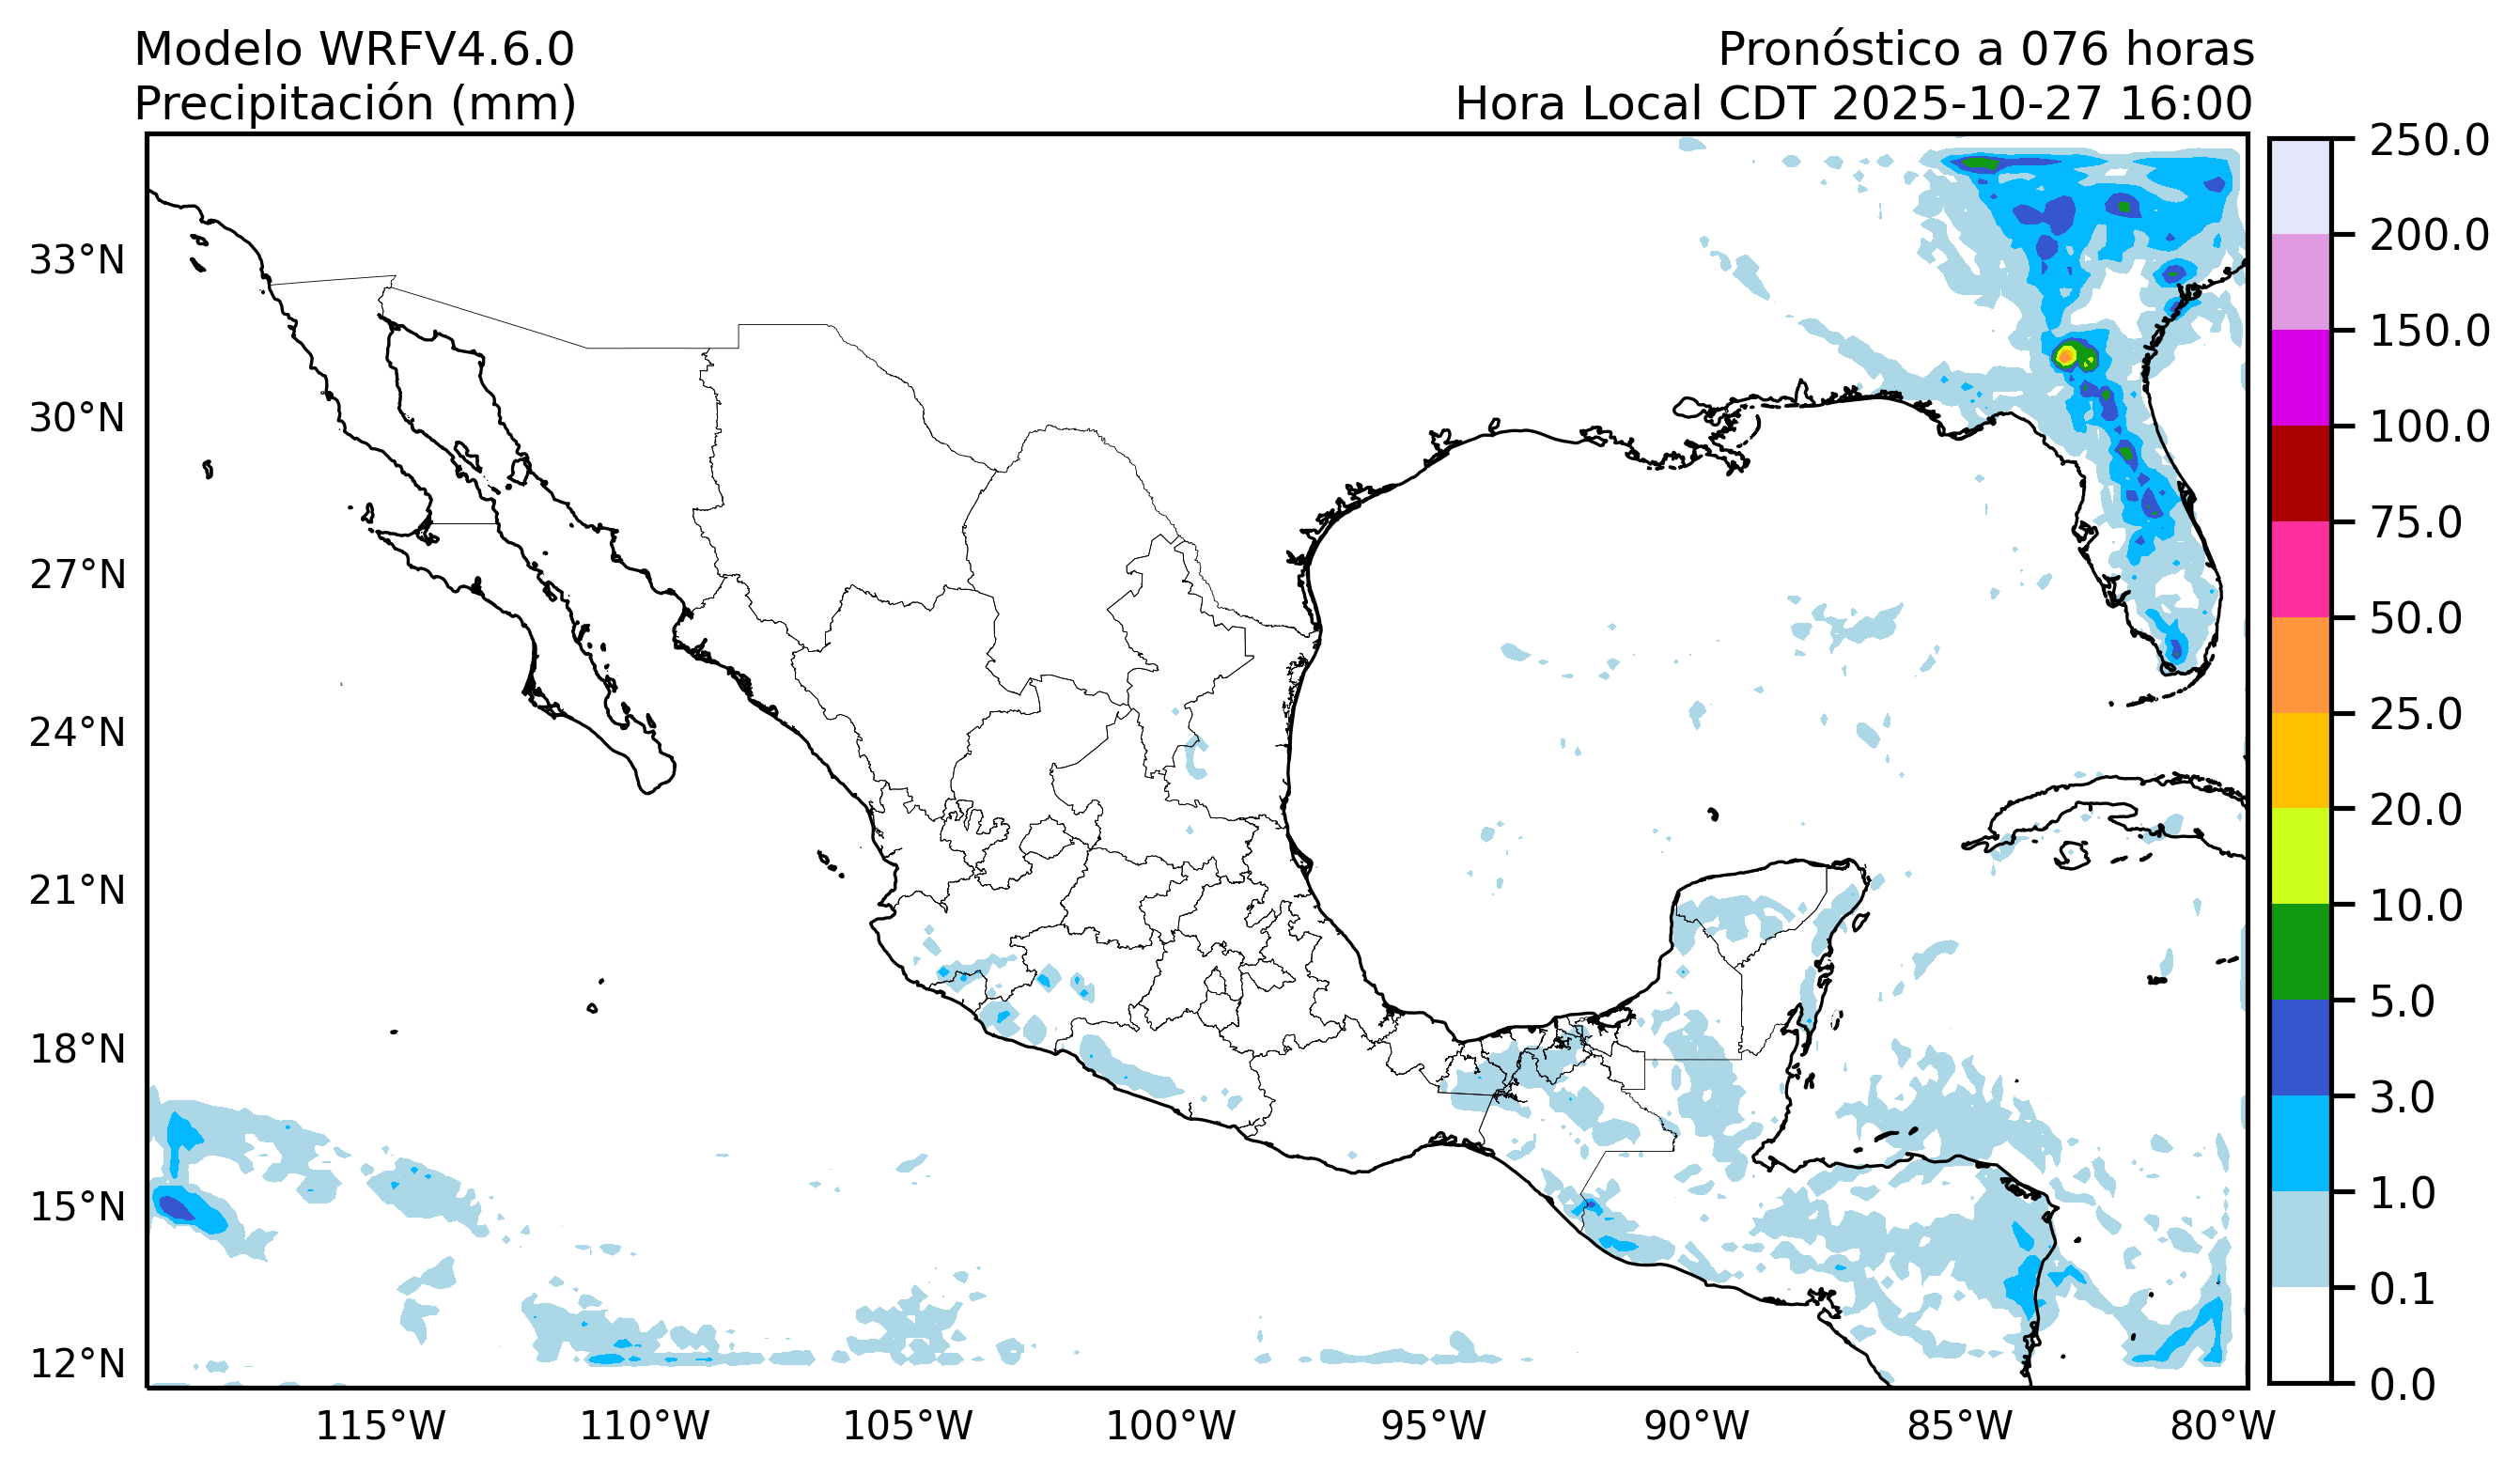 Modelo WRFV4.6.0
Precipitación (mm)
Pronóstico a 076 horas
Hora Local CDT 2025-10-27 16:00
33°N
30°N
27°N
24°N
21°N
18°N
15°N
12°N
115°W
110°W
105°W
100°W
95°W
90°W
85°W
80°W
250.0
200.0
150.0
100.0
75.0
50.0
25.0
20.0
10.0
5.0
3.0
1.0
0.1
0.0